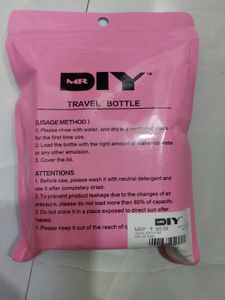 MR
DIY™
TRAVEL BOTTLE
(USAGE METHOD)
1. Please rinse with water, and dry in a ventilated place
for the first time use.
2. Load the bottle with the right amount of make-up water
or any other emulsion.
3. Cover the lid.
ATTENTIONS
1. Before use, please wash it with neutral detergent and
use it after completely dried.
2. To prevent product leakage due to the changes of air
pressure, please do not load more than 80% of capacity.
3. Do not store it in a place exposed to direct sun after
loaded.
4. Please keep it out of the reach of
DIY
MRP : ₹ 80.00